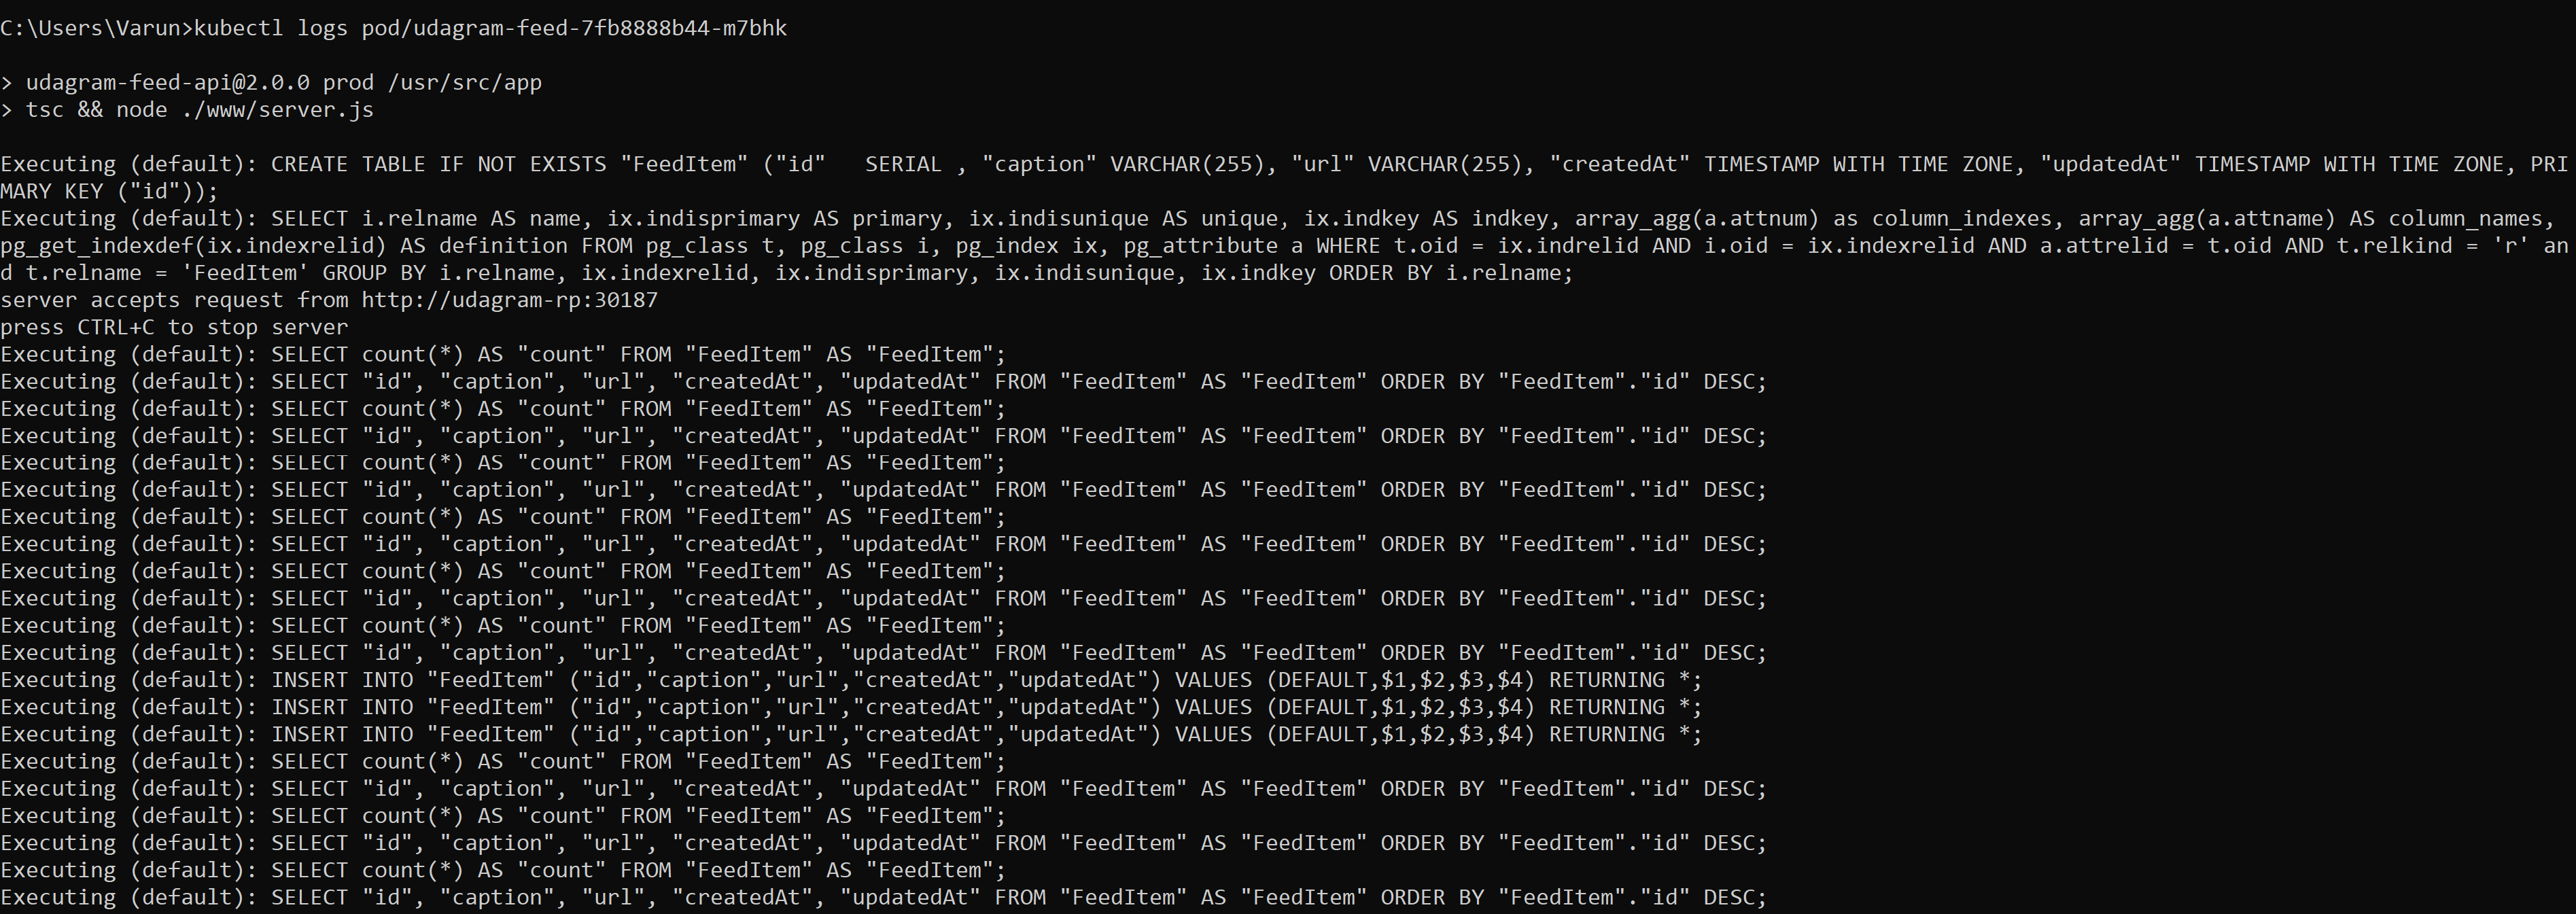 C:\Users\Varun>kubectl logs pod/udagram-feed-7fb8888b44-m7bhk
> udagram-feed-api@2.0.0 prod /usr/src/app
> tsc && node ./www/server.js
Executing (default): CREATE TABLE IF NOT EXISTS "FeedItem" ("id"   SERIAL , "caption" VARCHAR(255), "url" VARCHAR(255), "createdAt" TIMESTAMP WITH TIME ZONE, "updatedAt" TIMESTAMP WITH TIME ZONE, PRI
MARY KEY ("id"));
Executing (default): SELECT i.relname AS name, ix.indisprimary AS primary, ix.indisunique AS unique, ix.indkey AS indkey, array_agg(a.attnum) as column_indexes, array_agg(a.attname) AS column_names,
pg_get_indexdef(ix.indexrelid) AS definition FROM pg_class t, pg_class i, pg_index ix, pg_attribute a WHERE t.oid = ix.indrelid AND i.oid = ix.indexrelid AND a.attrelid = t.oid AND t.relkind = 'r' an
d t.relname = 'FeedItem' GROUP BY i.relname, ix.indexrelid, ix.indisprimary, ix.indisunique, ix.indkey ORDER BY i.relname;
server accepts request from http://udagram-rp:30187
press CTRL+C to stop server
Executing (default): SELECT count(*) AS "count" FROM "FeedItem" AS "FeedItem";
Executing (default): SELECT "id", "caption", "url", "createdAt", "updatedAt" FROM "FeedItem" AS "FeedItem" ORDER BY "FeedItem"."id" DESC;
Executing (default): SELECT count(*) AS "count" FROM "FeedItem" AS "FeedItem";
Executing (default): SELECT "id", "caption", "url", "createdAt", "updatedAt" FROM "FeedItem" AS "FeedItem" ORDER BY "FeedItem"."id" DESC;
Executing (default): SELECT count(*) AS "count" FROM "FeedItem" AS "FeedItem";
Executing (default): SELECT "id", "caption", "url", "createdAt", "updatedAt" FROM "FeedItem" AS "FeedItem" ORDER BY "FeedItem"."id" DESC;
Executing (default): SELECT count(*) AS "count" FROM "FeedItem" AS "FeedItem";
Executing (default): SELECT "id", "caption", "url", "createdAt", "updatedAt" FROM "FeedItem" AS "FeedItem" ORDER BY "FeedItem"."id" DESC;
Executing (default): SELECT count(*) AS "count" FROM "FeedItem" AS "FeedItem";
Executing (default): SELECT "id", "caption", "url", "createdAt", "updatedAt" FROM "FeedItem" AS "FeedItem" ORDER BY "FeedItem"."id" DESC;
Executing (default): SELECT count(*) AS "count" FROM "FeedItem" AS "FeedItem";
Executing (default): SELECT "id", "caption", "url", "createdAt", "updatedAt" FROM "FeedItem" AS "FeedItem" ORDER BY "FeedItem"."id" DESC;
Executing (default): INSERT INTO "FeedItem" ("id","caption","url","createdAt","updatedAt") VALUES (DEFAULT,$1,$2,$3,$4) RETURNING *;
Executing (default): INSERT INTO "FeedItem" ("id","caption","url","createdAt","updatedAt") VALUES (DEFAULT,$1,$2,$3,$4) RETURNING *;
Executing (default): INSERT INTO "FeedItem" ("id","caption","url","createdAt","updatedAt") VALUES (DEFAULT,$1,$2,$3,$4) RETURNING *;
Executing (default): SELECT count(*) AS "count" FROM "FeedItem" AS "FeedItem";
Executing (default): SELECT "id", "caption", "url", "createdAt", "updatedAt" FROM "FeedItem" AS "FeedItem" ORDER BY "FeedItem"."id" DESC;
Executing (default): SELECT count(*) AS "count" FROM "FeedItem" AS "FeedItem";
Executing (default): SELECT "id", "caption", "url", "createdAt", "updatedAt" FROM "FeedItem" AS "FeedItem" ORDER BY "FeedItem"."id" DESC;
Executing (default): SELECT count(*) AS "count" FROM "FeedItem" AS "FeedItem";
Executing (default): SELECT "id", "caption", "url", "createdAt", "updatedAt" FROM "FeedItem" AS "FeedItem" ORDER BY "FeedItem"."id" DESC;